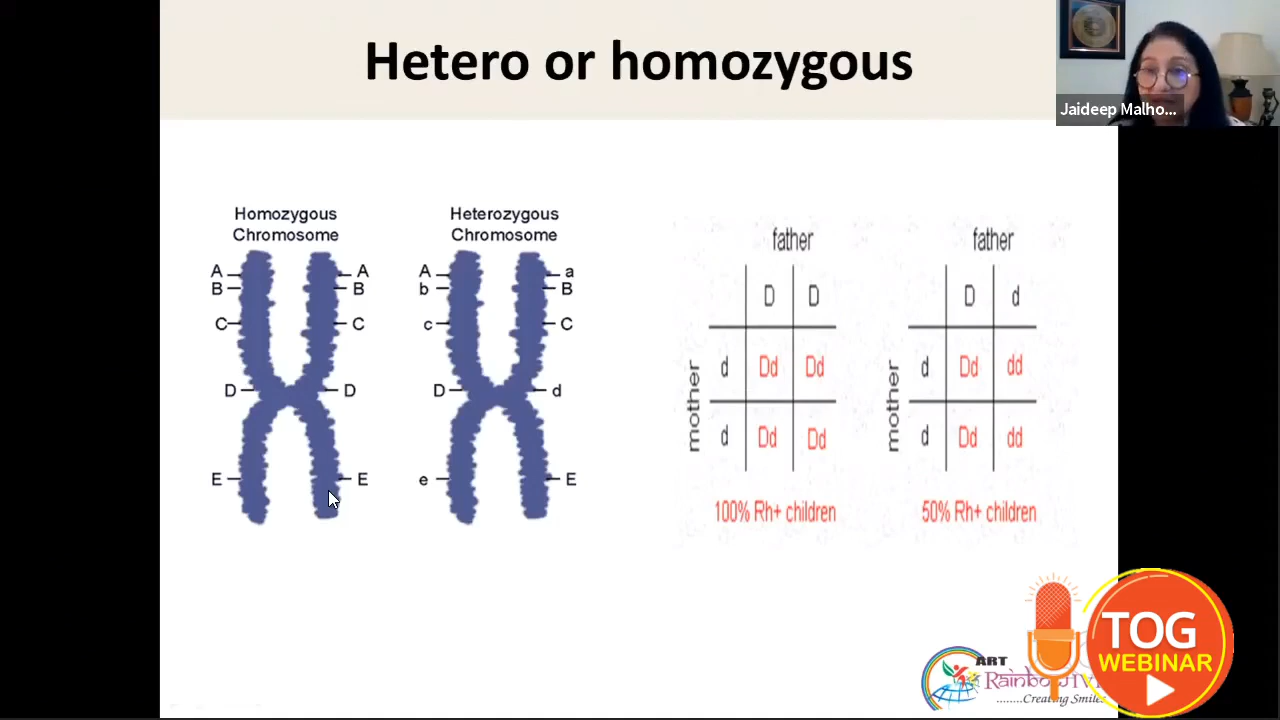 Hetero or homozygous
Jaideep Malho...
Homozygous
Chromosome
A A
B B
C C
D D
E E
Heterozygous
Chromosome
A a
b B
c C
D d
e E
father
D D
mother
d Dd Dd
d Dd Dd
100% Rh+ children
father
D d
mother
d Dd dd
d Dd dd
50% Rh+ children
ART
Rainbow IV
........Creating Smiles
TOG
WEBINAR